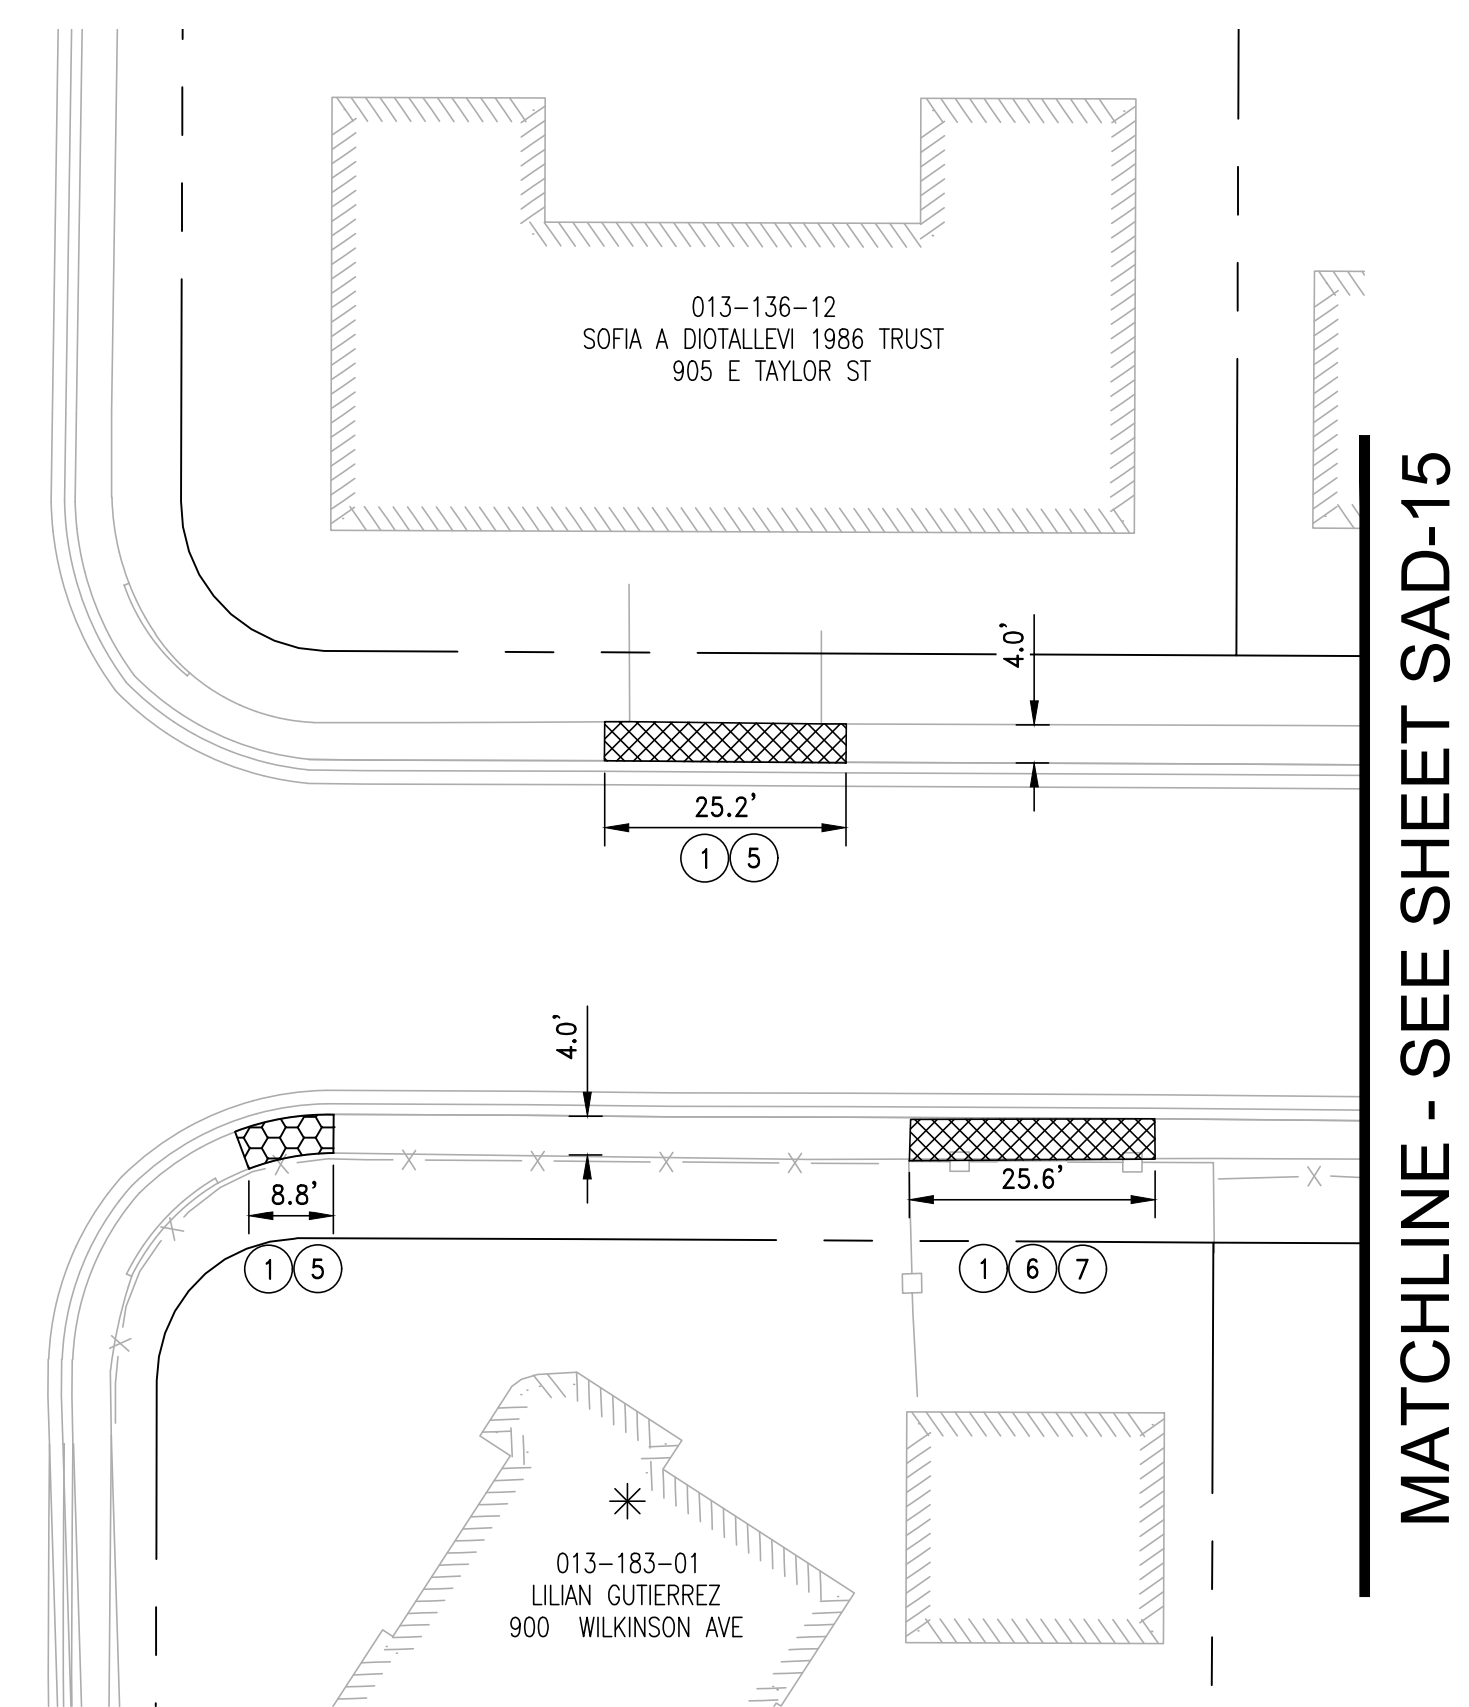 013-136-12
SOFIA A DIOTALLEVI 1986 TRUST
905 E TAYLOR ST
4.0'
25.2'
1 5
MATCHLINE - SEE SHEET SAD-15
4.0'
8.8'
25.6'
1 5
1 6 7
013-183-01
LILIAN GUTIERREZ
900 WILKINSON AVE